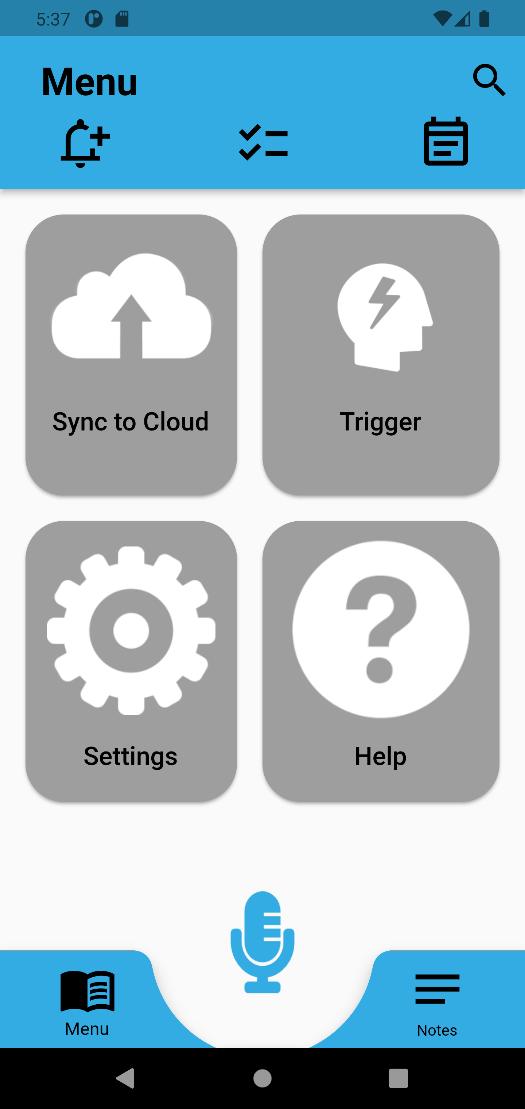 5:37
Menu
Sync to Cloud
Trigger
Settings
Help
Menu
Notes